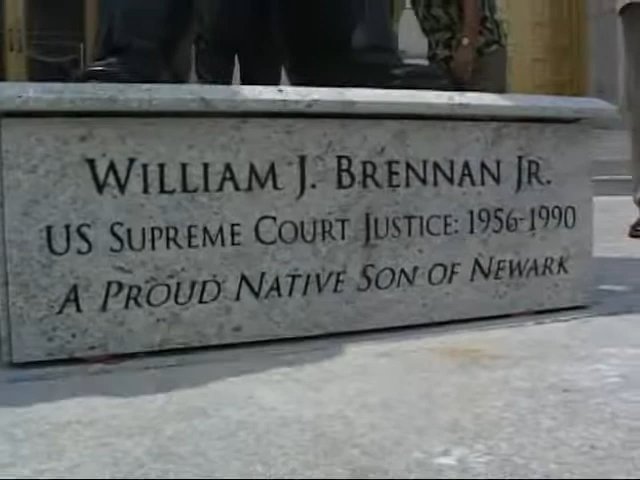 WILLIAM J. BRENNAN JR.
US SUPREME COURT JUSTICE: 1956-1990
A PROUD NATIVE SON OF NEWARK